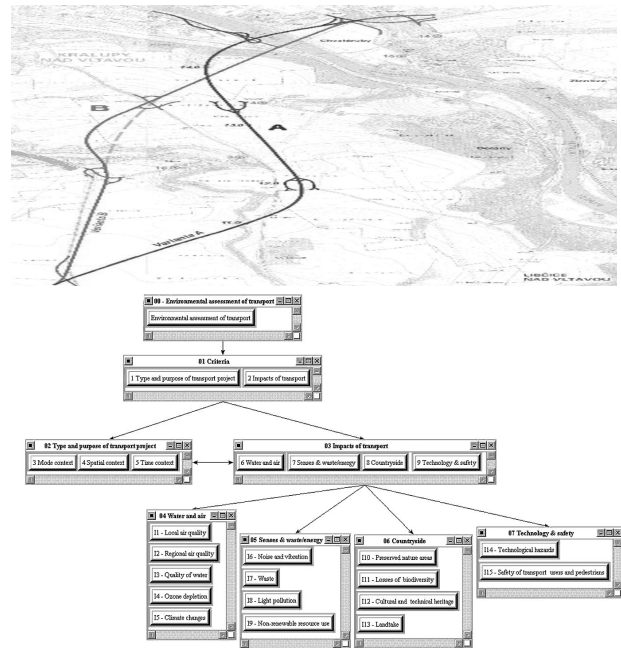 KRALUPY
NAD VLTAVOU
B
A
Varianta A
LIBČICE
NAD VLTAVOU
00 - Environmental assessment of transport
Environmental assessment of transport
01 Criteria
1 Type and purpose of transport project
2 Impacts of transport
02 Type and purpose of transport project
3 Mode context
4 Spatial context
5 Time context
03 Impacts of transport
6 Water and air
7 Senses & waste/energy
8 Countryside
9 Technology & safety
04 Water and air
I1 - Local air quality
I2 - Regional air quality
I3 - Quality of water
I4 - Ozone depletion
I5 - Climate changes
05 Senses & waste/energy
I6 - Noise and vibration
I7 - Waste
I8 - Light pollution
I9 - Non-renewable resource use
06 Countryside
I10 - Preserved nature areas
I11 - Losses of biodiversity
I12 - Cultural and technical heritage
I13 - Landtake
07 Technology & safety
I14 - Technological hazards
I15 - Safety of transport users and pedestrians